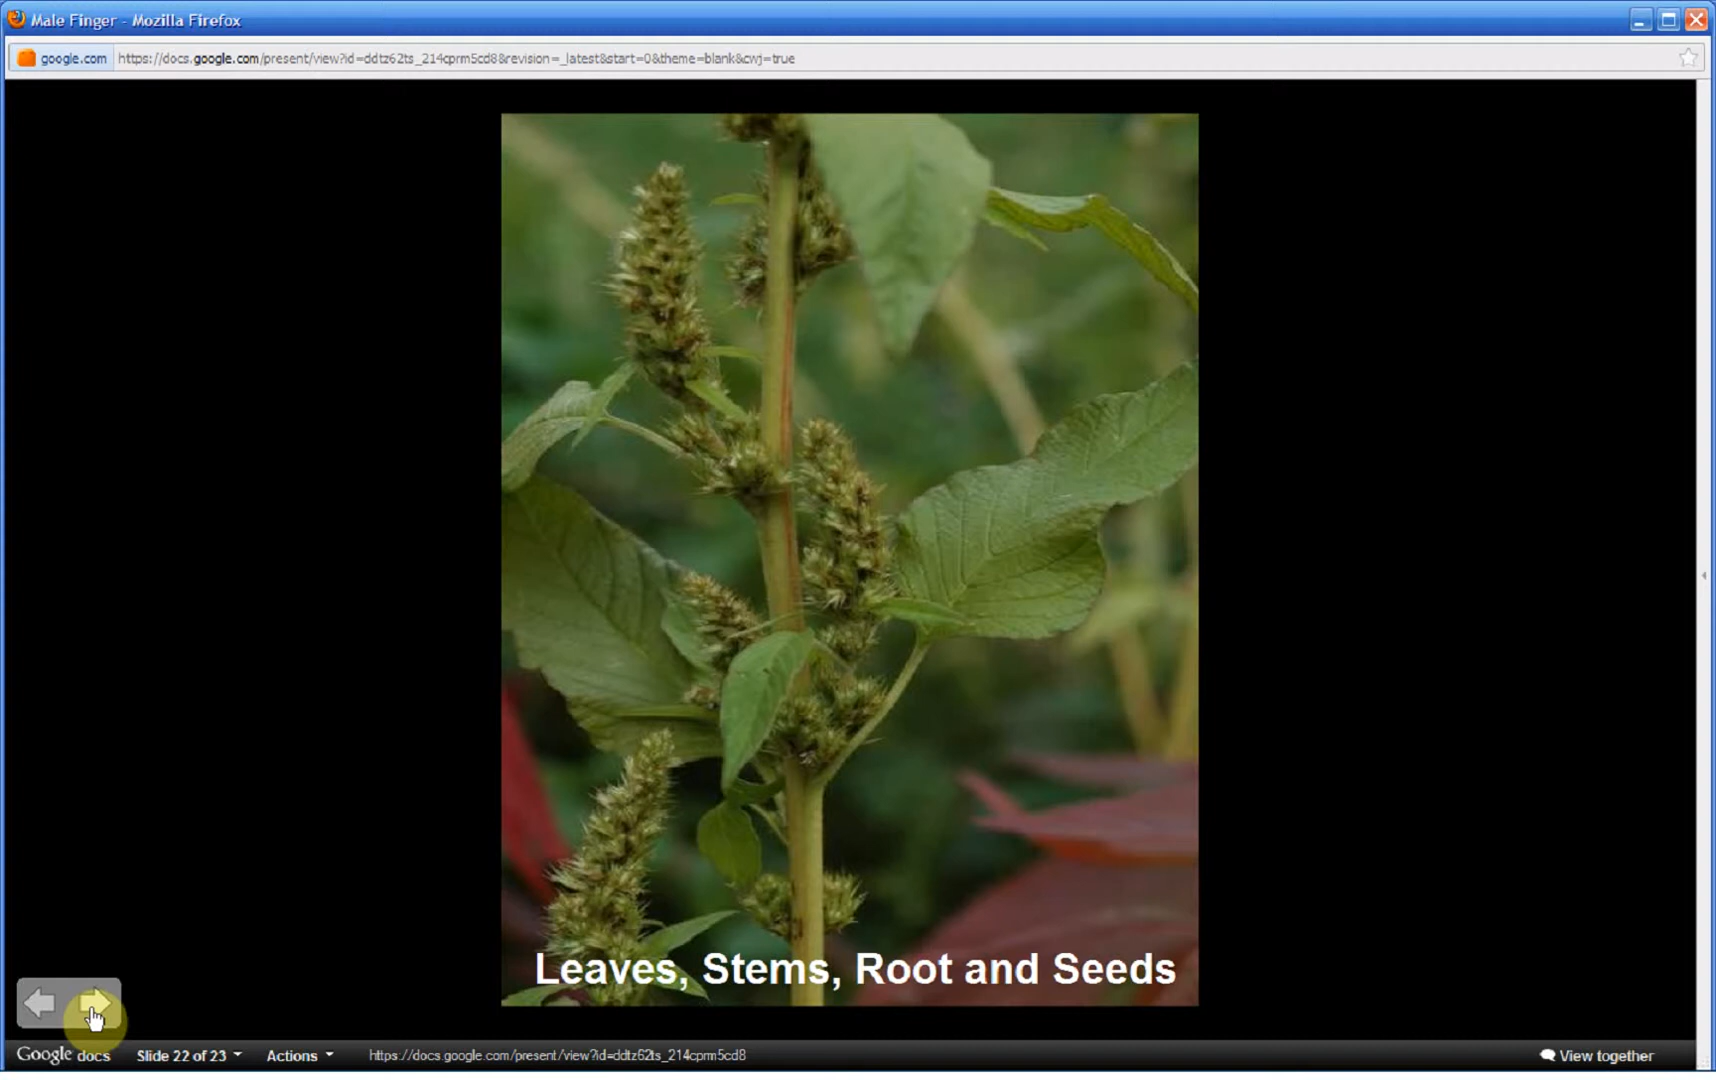 Male Finger - Mozilla Firefox
google.com https://docs.google.com/present/view?id=ddtz62ts_214cprm5cd8&revision=_latest&start=0&theme=blank&cwj=true
Leaves, Stems, Root and Seeds
Google docs Slide 22 of 23 Actions https://docs.google.com/present/view?id=ddtz62ts_214cprm5cd8 View together